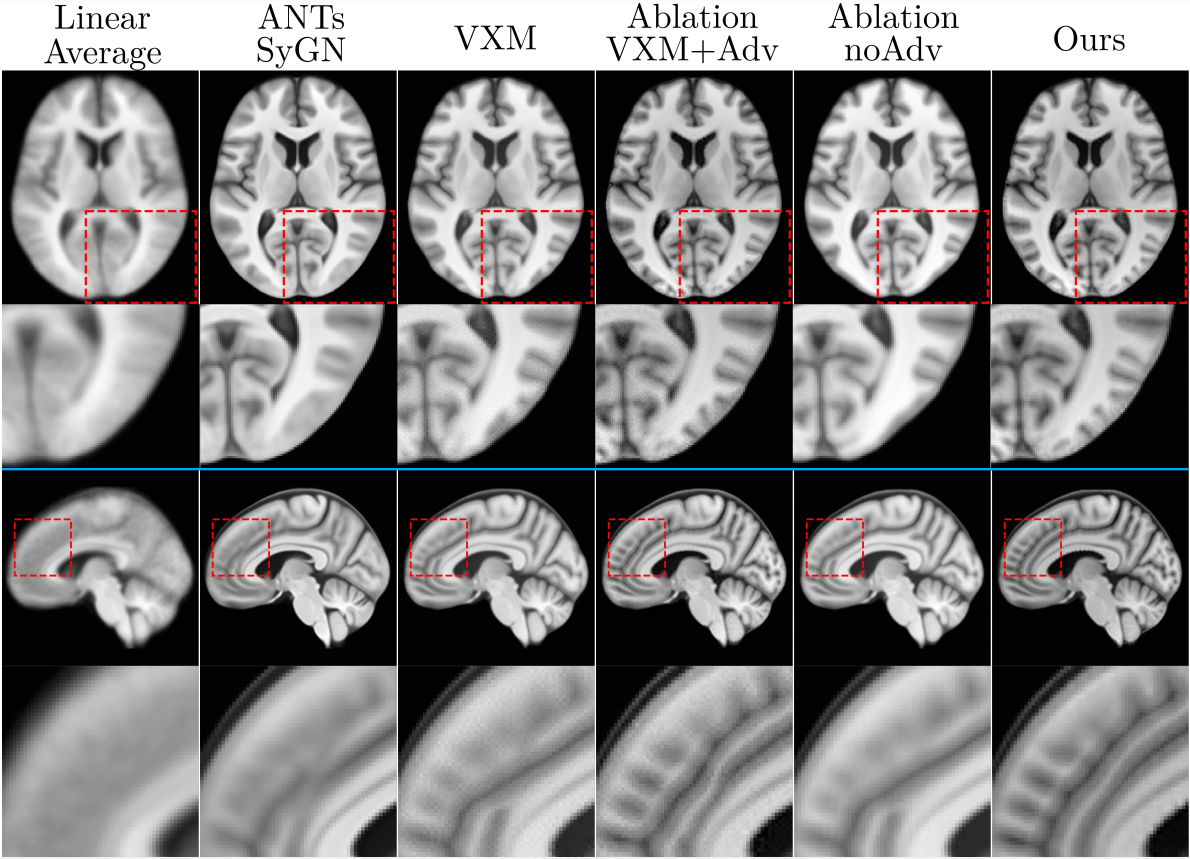 Linear
Average
ANTs
SyGN
VXM
Ablation
VXM+Adv
Ablation
noAdv
Ours